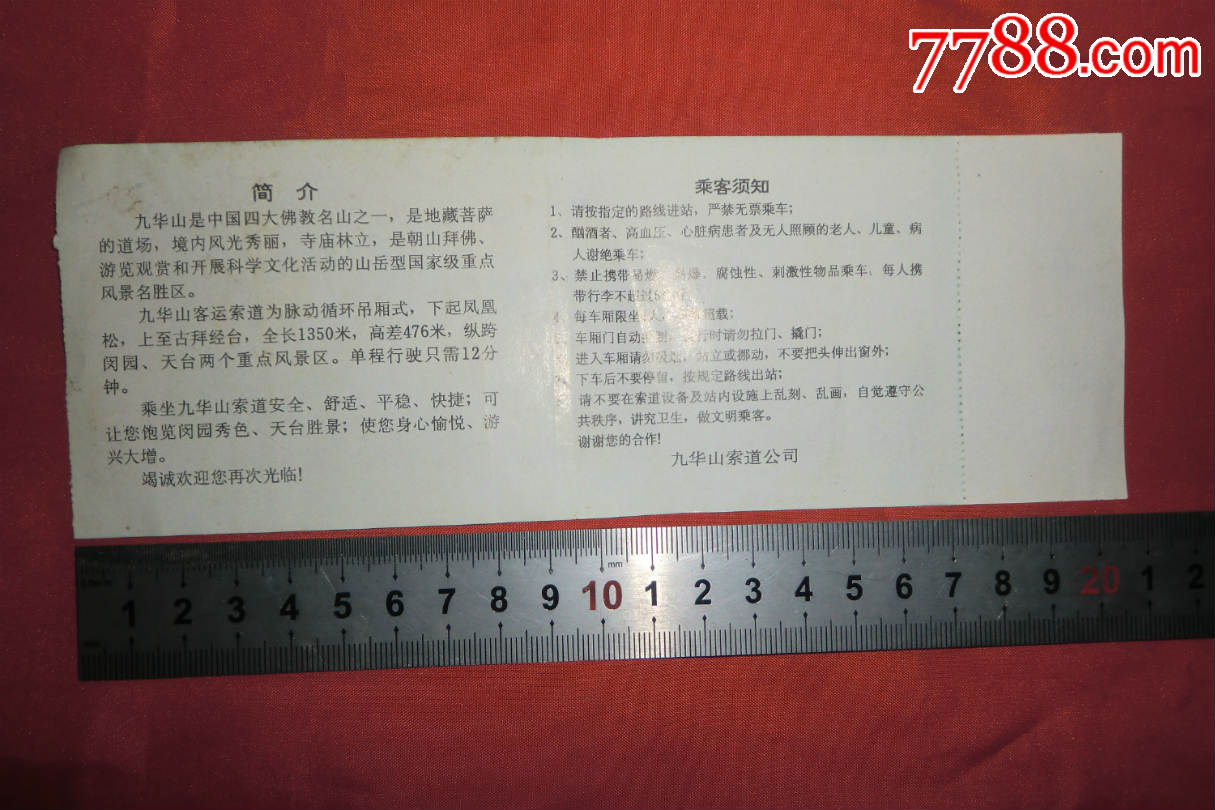 7788.com
简 介
九华山是中国四大佛教名山之一，是地藏菩萨
的道场，境内风光秀丽，寺庙林立，是朝山拜佛、
游览观赏和开展科学文化活动的山岳型国家级重点
风景名胜区。
九华山客运索道为脉动循环吊厢式，下起凤凰
松，上至古拜经台，全长1350米，高差476米，纵跨
闵园、天台两个重点风景区。单程行驶只需12分
钟。
乘坐九华山索道安全、舒适、平稳、快捷；可
让您饱览闵园秀色、天台胜景；使您身心愉悦、游
兴大增。
竭诚欢迎您再次光临!
乘客须知
1、请按指定的路线进站，严禁无票乘车；
2、酗酒者、高血压、心脏病患者及无人照顾的老人、儿童、病
人谢绝乘车；
3、禁止携带易燃、易爆、腐蚀性、刺激性物品乘车，每人携
带行李不超过
4、每车厢限坐 人， 超载；
车厢门自动 时请勿拉门、撬门；
进入车厢请勿吸烟、站立或挪动，不要把头伸出窗外；
下车后不要停留，按规定路线出站；
请不要在索道设备及站内设施上乱刻、乱画，自觉遵守公
共秩序，讲究卫生，做文明乘客。
谢谢您的合作!
九华山索道公司
mm
1 2 3 4 5 6 7 8 9 10 1 2 3 4 5 6 7 8 9 20 1 2